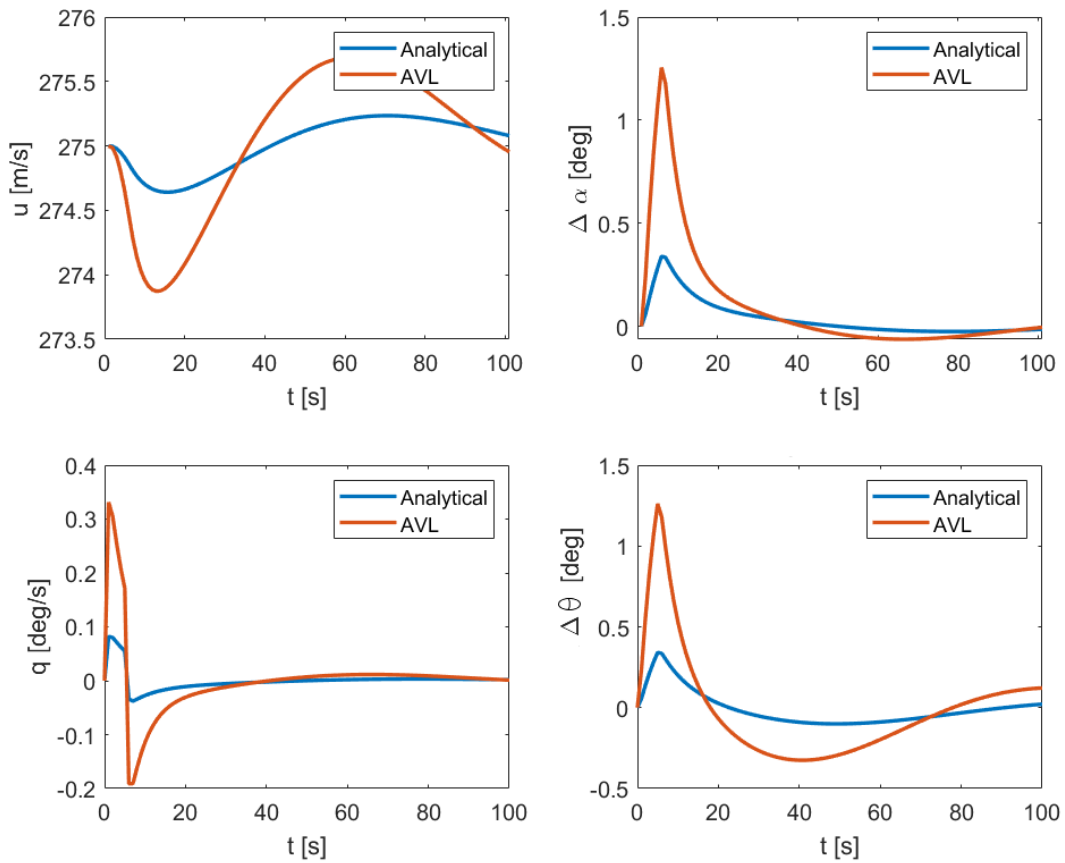 276
275.5
275
274.5
274
273.5
u [m/s]
0
20
40
60
80
100
t [s]
Analytical
AVL
1.5
1
0.5
0
Δ α [deg]
0
20
40
60
80
100
t [s]
Analytical
AVL
0.4
0.3
0.2
0.1
0
-0.1
-0.2
q [deg/s]
0
20
40
60
80
100
t [s]
Analytical
AVL
1.5
1
0.5
0
-0.5
Δ θ [deg]
0
20
40
60
80
100
t [s]
Analytical
AVL